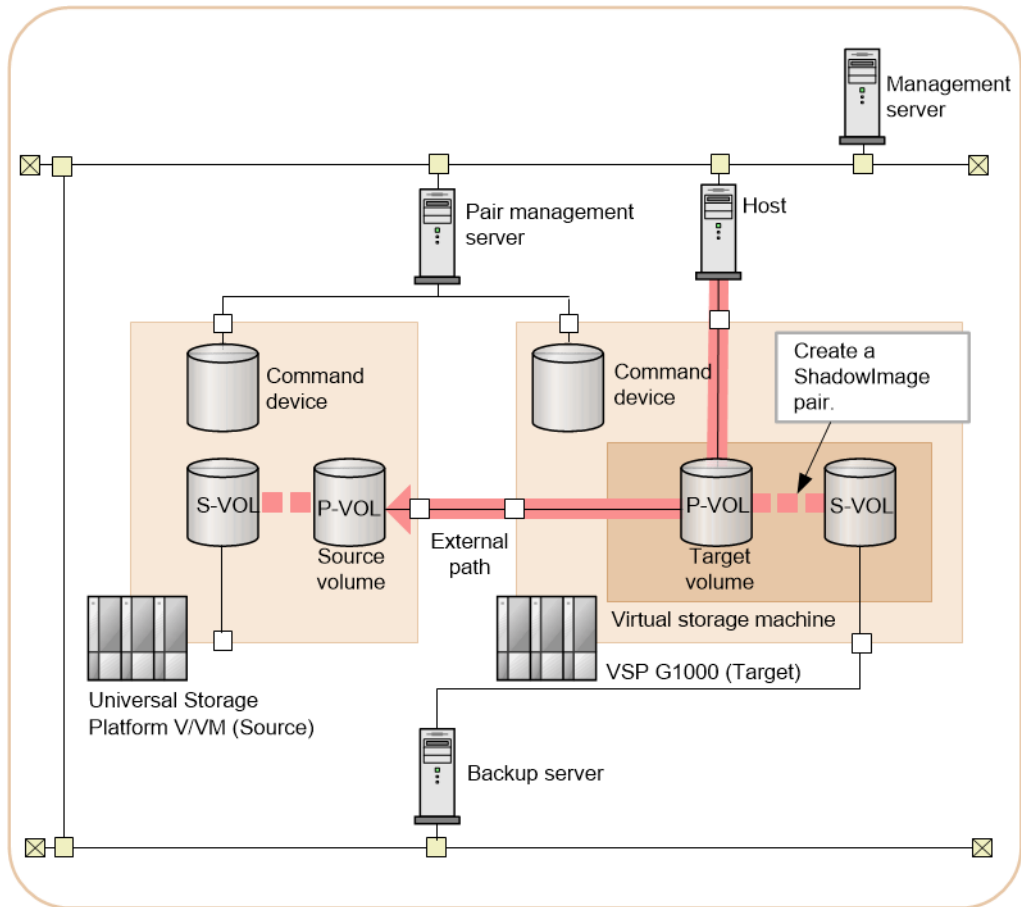 Management
server
Pair management
server
Host
Command
device
Command
device
Create a
ShadowImage
pair.
S-VOL
P-VOL
P-VOL
S-VOL
Source
volume
External
path
Target
volume
Virtual storage machine
VSP G1000 (Target)
Universal Storage
Platform V/VM (Source)
Backup server